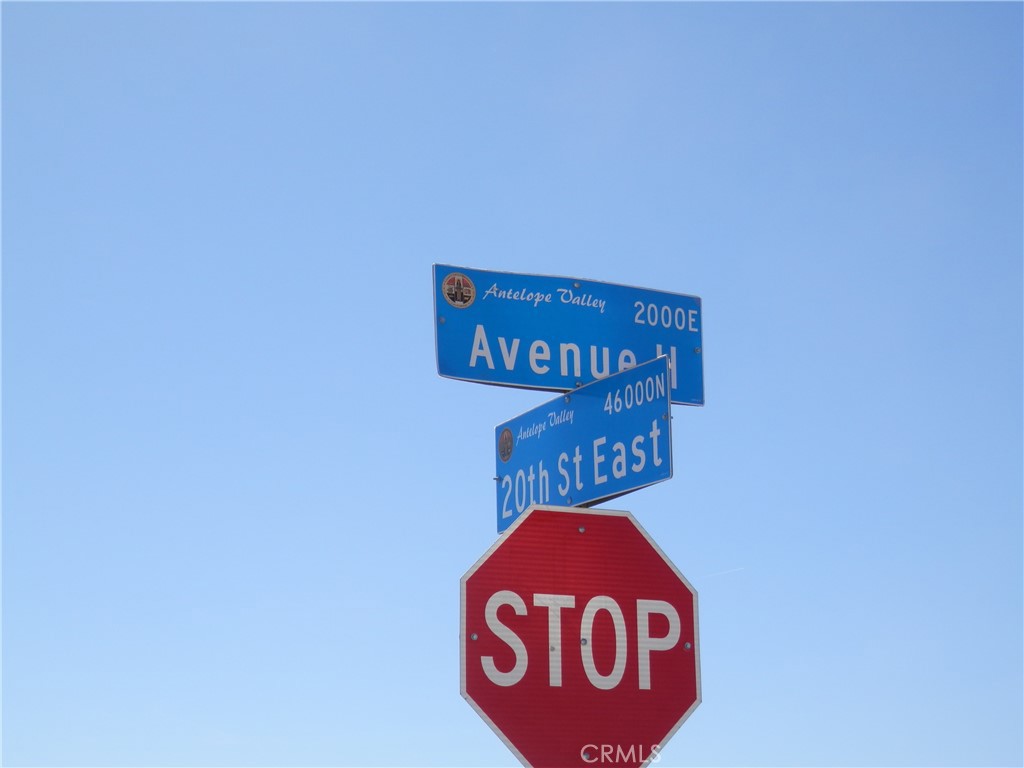 Antelope Valley
2000E
Avenue H
Antelope Valley
46000N
20th St East
STOP
CRMLS